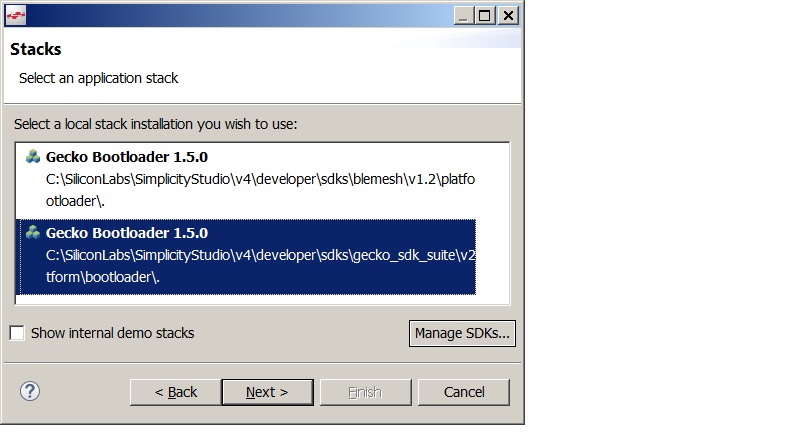 Stacks
Select an application stack
Select a local stack installation you wish to use:
Gecko Bootloader 1.5.0
C:\SiliconLabs\SimplicityStudio\v4\developer\sdks\blemesh\v1.2\platfo
otloader\.
Gecko Bootloader 1.5.0
C:\SiliconLabs\SimplicityStudio\v4\developer\sdks\gecko_sdk_suite\v2
tform\bootloader\.
Show internal demo stacks
Manage SDKs...
?
< Back
Next >
Finish
Cancel